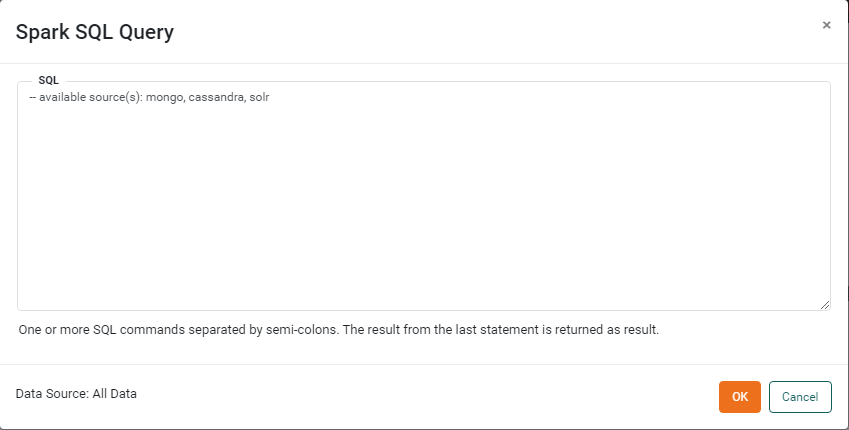 Spark SQL Query
×
SQL
-- available source(s): mongo, cassandra, solr
One or more SQL commands separated by semi-colons. The result from the last statement is returned as result.
Data Source: All Data
OK
Cancel